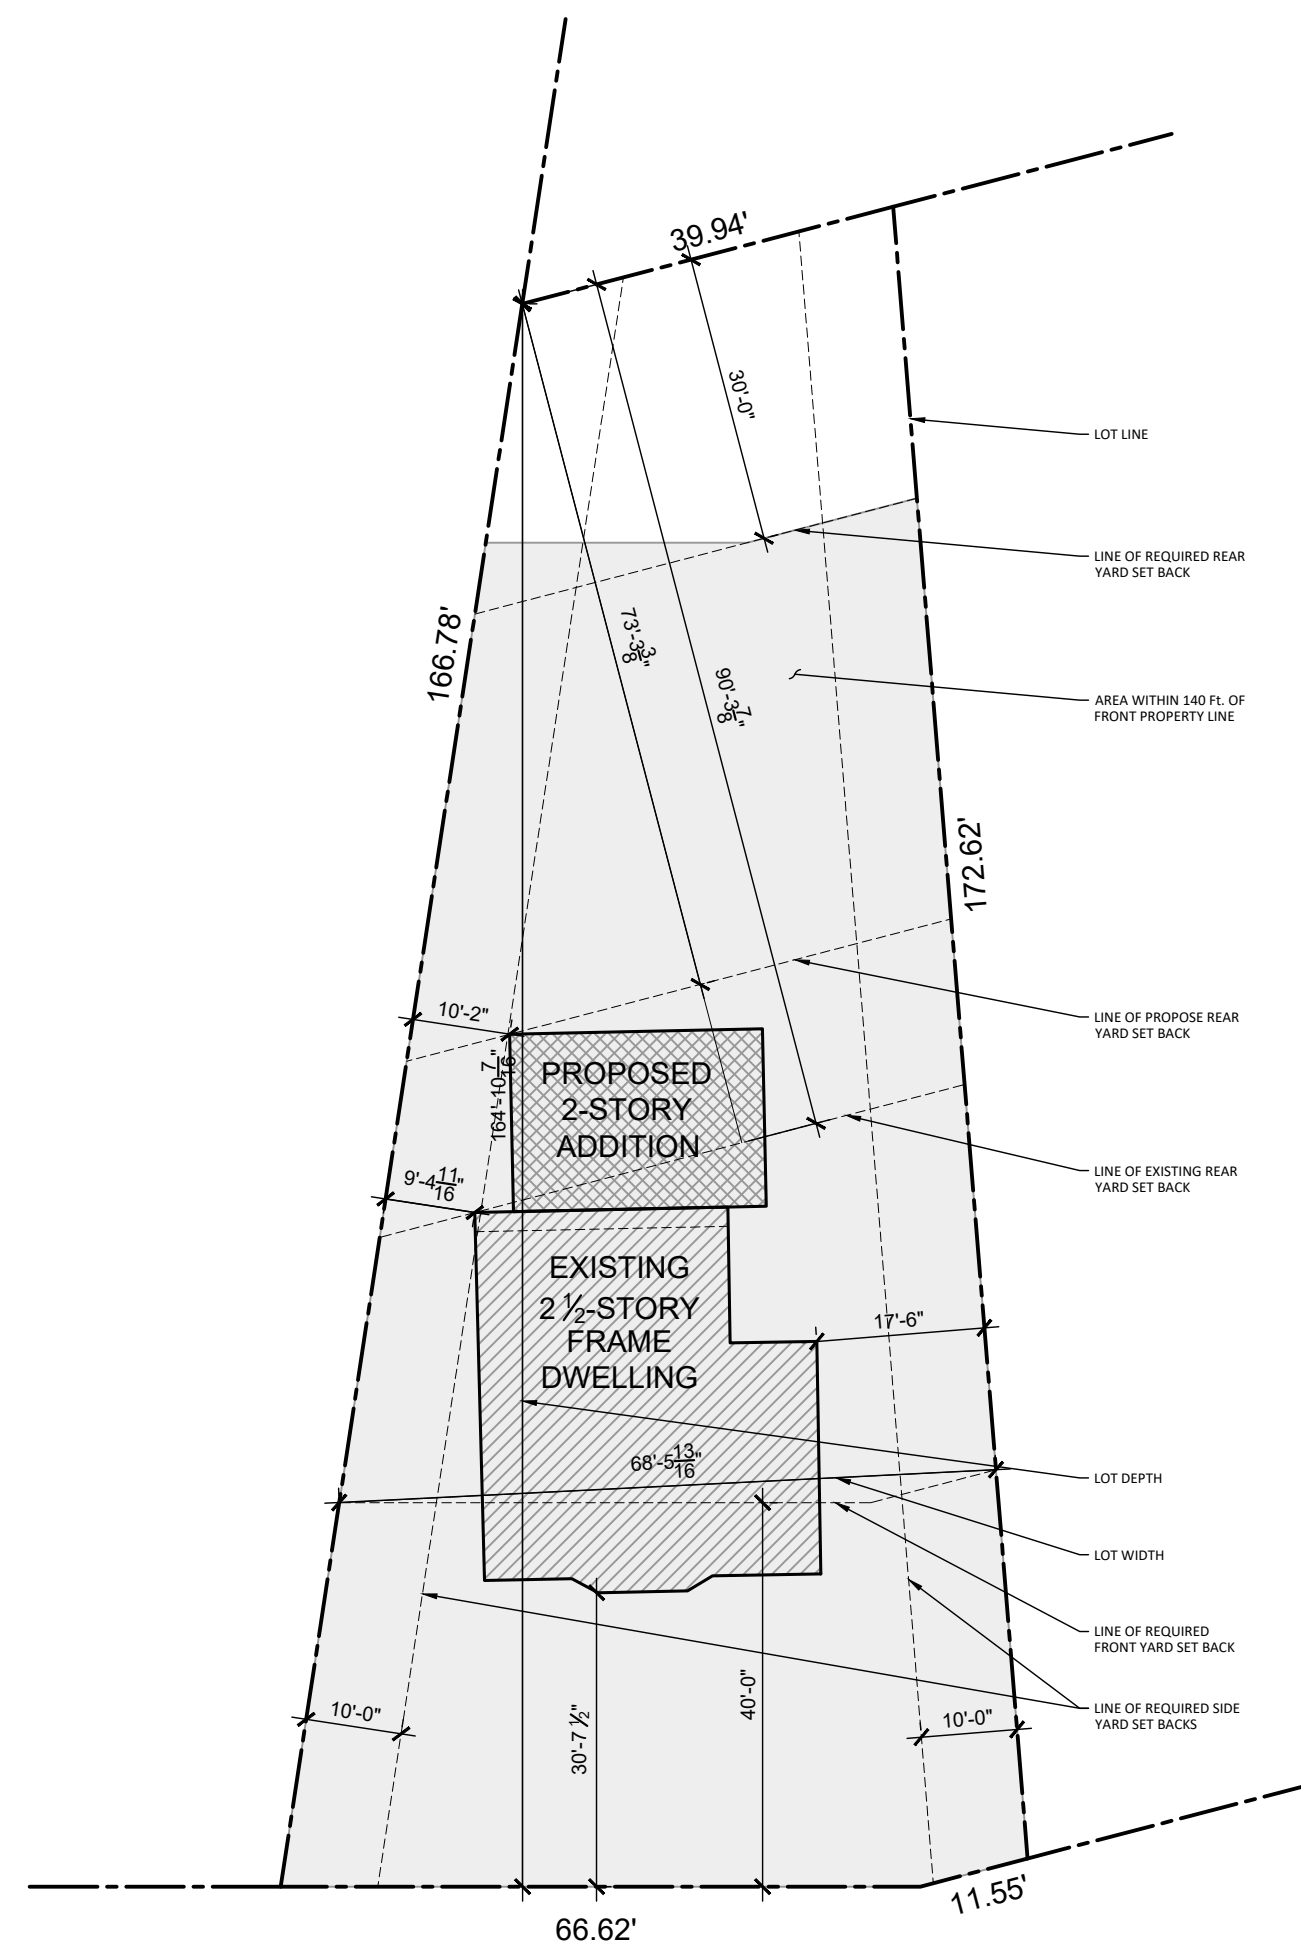 39.94'
30'-0"
LOT LINE
LINE OF REQUIRED REAR
YARD SET BACK
166.78'
73'-3 3/8"
90'-3 7/8"
AREA WITHIN 140 Ft. OF
FRONT PROPERTY LINE
172.62'
10'-2"
LINE OF PROPOSE REAR
YARD SET BACK
164'-10 7/16"
PROPOSED
2-STORY
ADDITION
9'-4 11/16"
LINE OF EXISTING REAR
YARD SET BACK
EXISTING
2 ½-STORY
FRAME
DWELLING
17'-6"
68'-5 13/16"
LOT DEPTH
LOT WIDTH
LINE OF REQUIRED
FRONT YARD SET BACK
40'-0"
30'-7 ½"
10'-0"
10'-0"
LINE OF REQUIRED SIDE
YARD SET BACKS
11.55'
66.62'